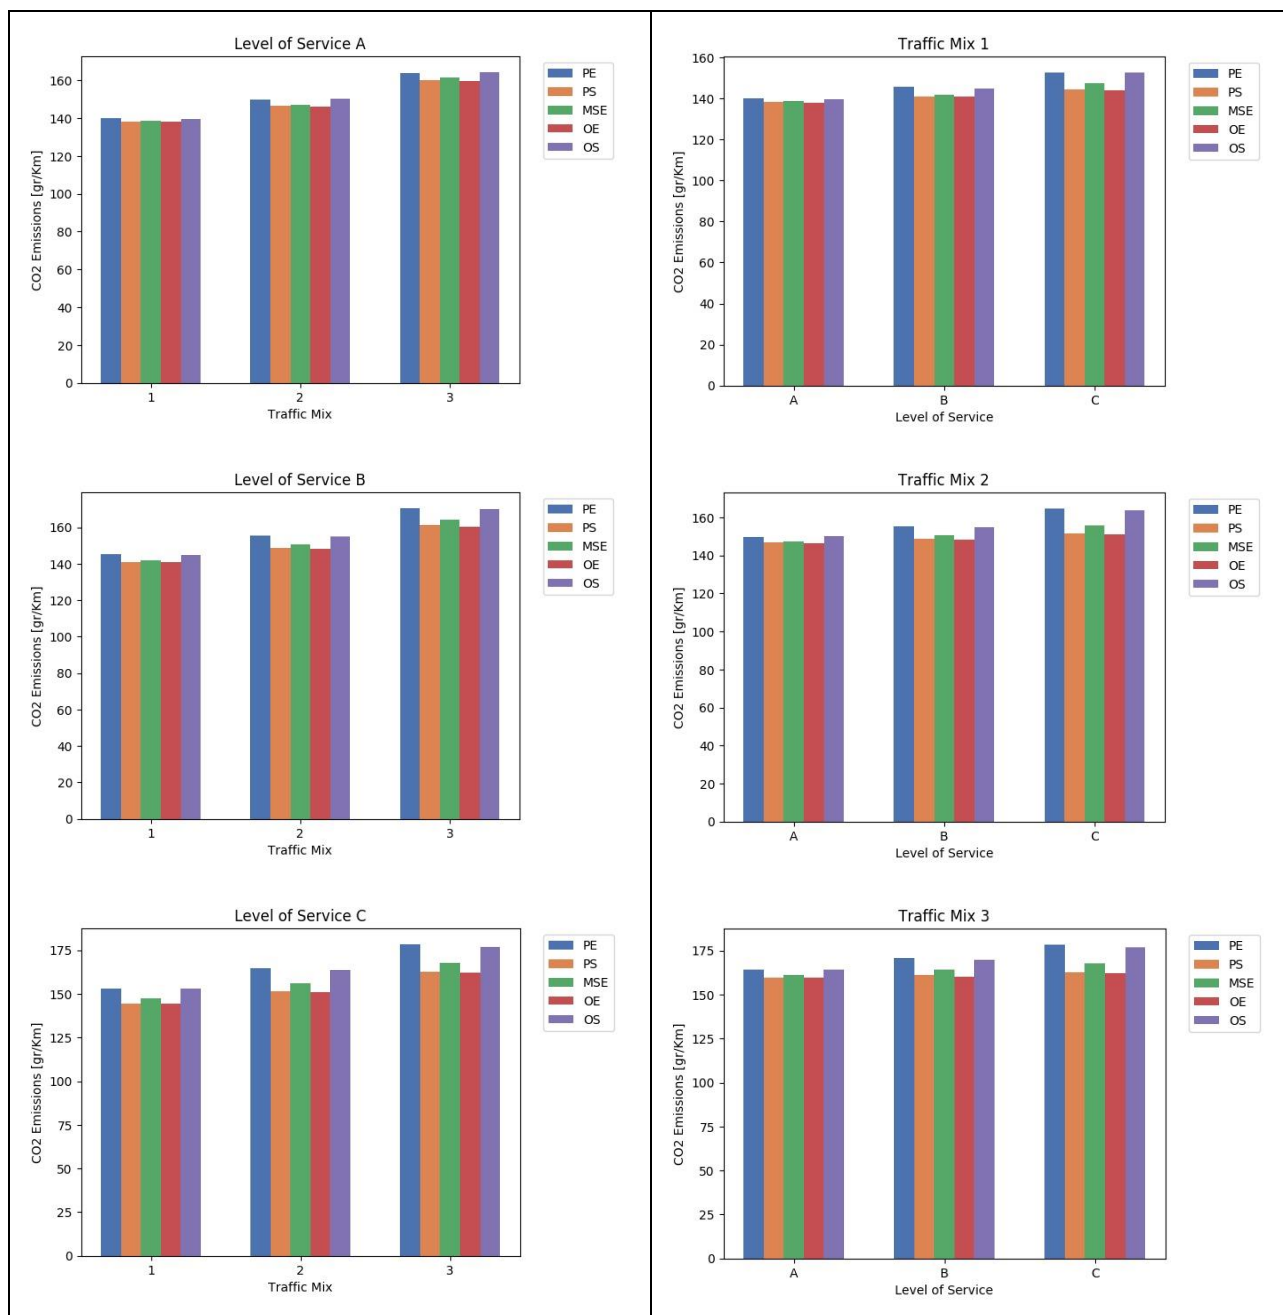 Level of Service A
CO2 Emissions [gr/Km]
160
140
120
100
80
60
40
20
0
1 2 3
Traffic Mix
PE
PS
MSE
OE
OS
Traffic Mix 1
CO2 Emissions [gr/Km]
160
140
120
100
80
60
40
20
0
A B C
Level of Service
PE
PS
MSE
OE
OS
Level of Service B
CO2 Emissions [gr/Km]
160
140
120
100
80
60
40
20
0
1 2 3
Traffic Mix
PE
PS
MSE
OE
OS
Traffic Mix 2
CO2 Emissions [gr/Km]
160
140
120
100
80
60
40
20
0
A B C
Level of Service
PE
PS
MSE
OE
OS
Level of Service C
CO2 Emissions [gr/Km]
175
150
125
100
75
50
25
0
1 2 3
Traffic Mix
PE
PS
MSE
OE
OS
Traffic Mix 3
CO2 Emissions [gr/Km]
175
150
125
100
75
50
25
0
A B C
Level of Service
PE
PS
MSE
OE
OS